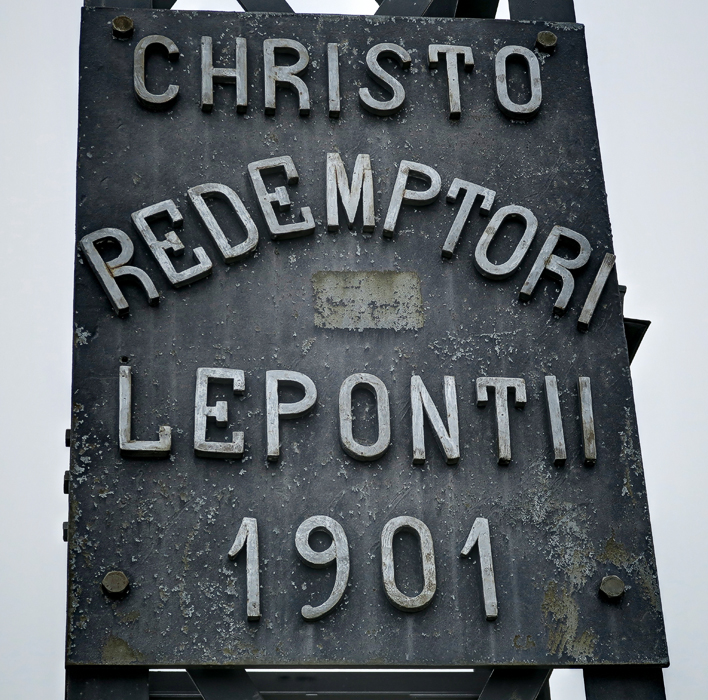 CHRISTO
REDEMPTORI
LEPONTII
1901